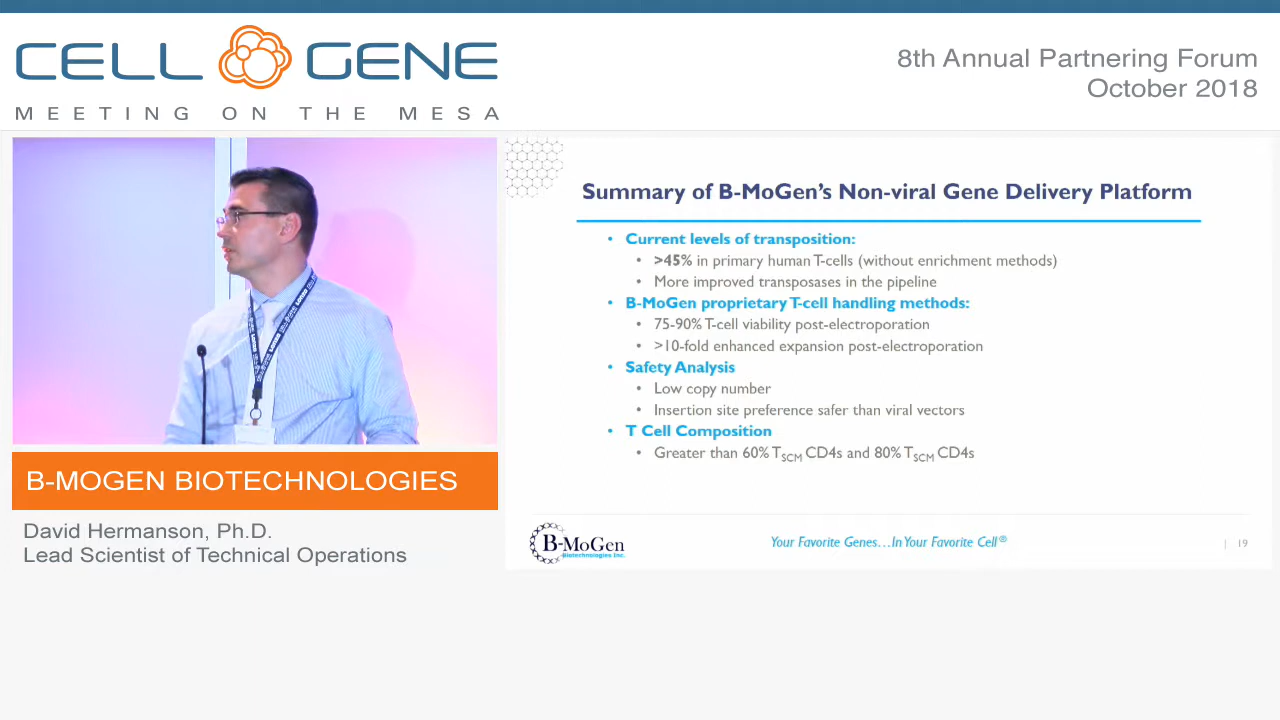 CELL GENE
MEETING ON THE MESA
8th Annual Partnering Forum
October 2018
Summary of B-MoGen's Non-viral Gene Delivery Platform
• Current levels of transposition:
• >45% in primary human T-cells (without enrichment methods)
• More improved transposases in the pipeline
• B-MoGen proprietary T-cell handling methods:
• 75-90% T-cell viability post-electroporation
• >10-fold enhanced expansion post-electroporation
• Safety Analysis
• Low copy number
• Insertion site preference safer than viral vectors
• T Cell Composition
• Greater than 60% TSCM CD4s and 80% TSCM CD4s
B-MoGen
Biotechnologies Inc.
Your Favorite Genes…In Your Favorite Cell®
| 19
B-MOGEN BIOTECHNOLOGIES
David Hermanson, Ph.D.
Lead Scientist of Technical Operations